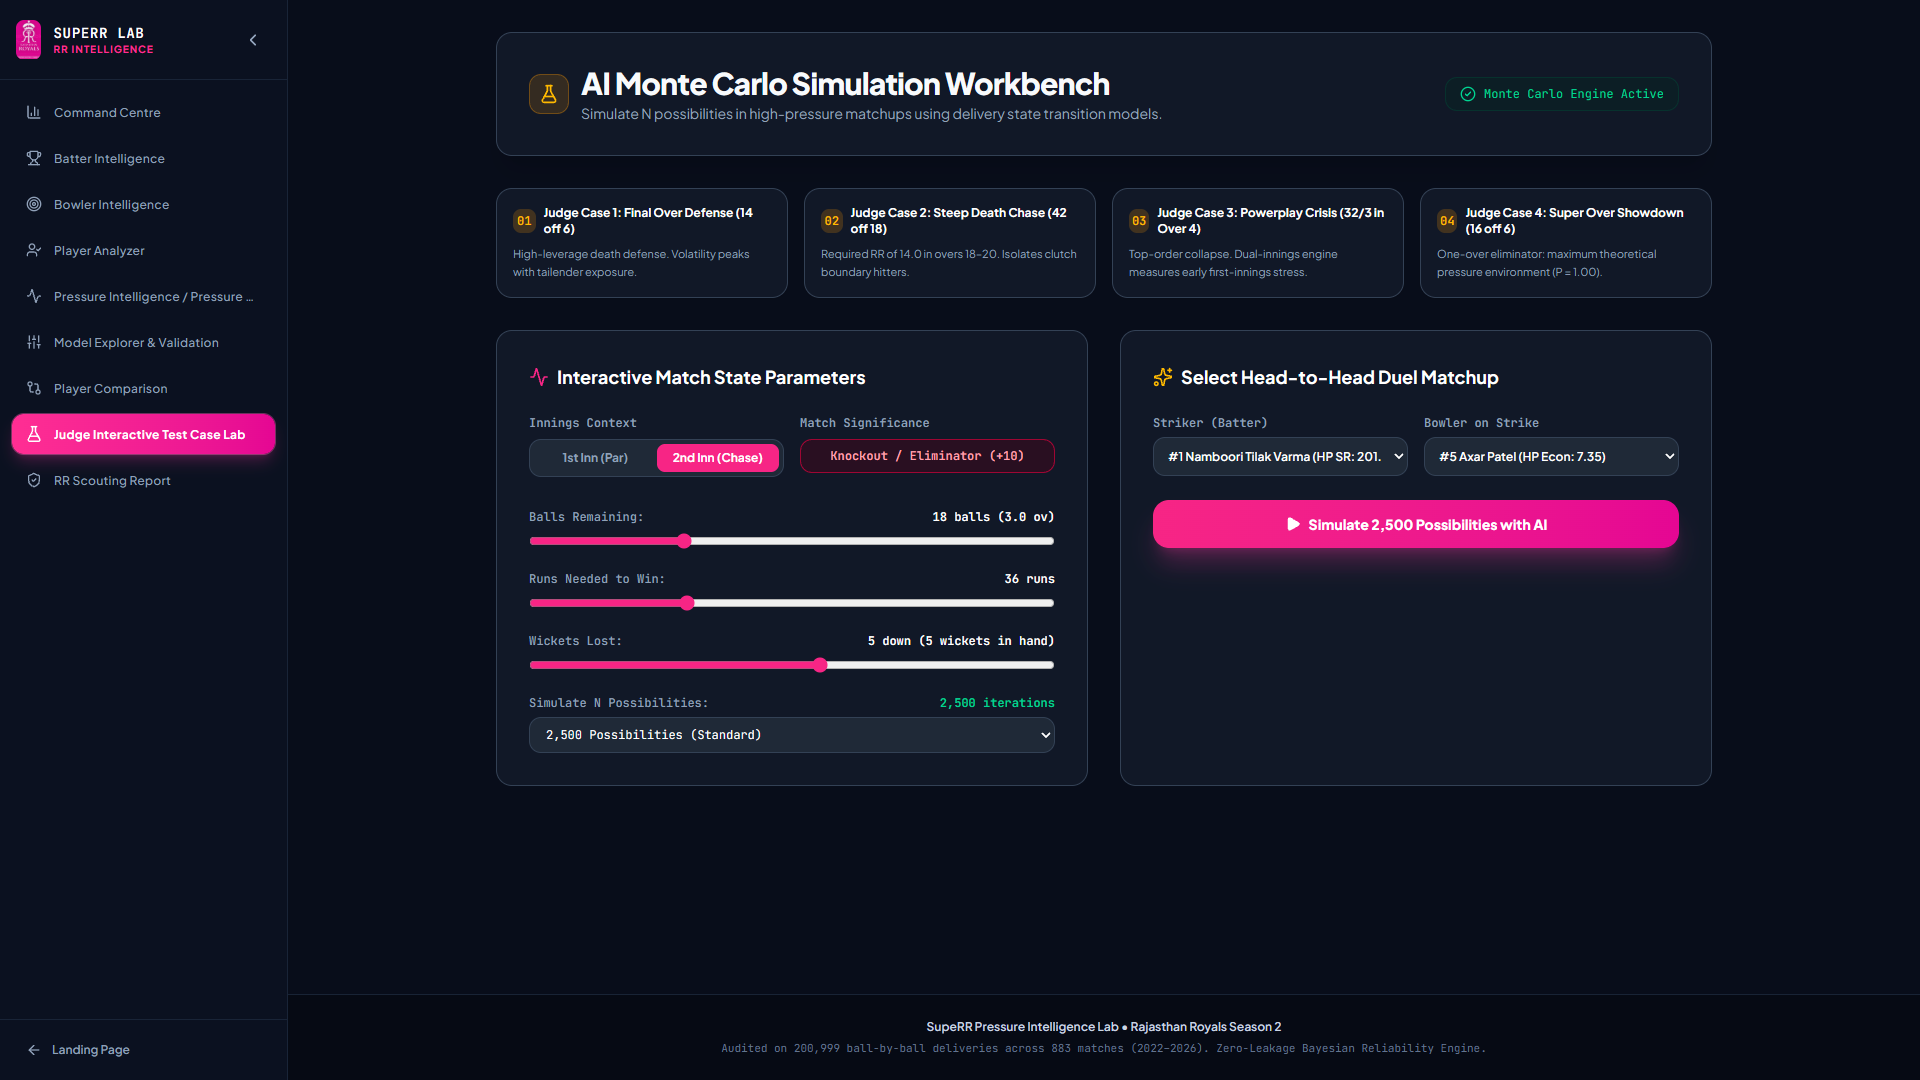 SUPERR LAB
RR INTELLIGENCE
Command Centre
Batter Intelligence
Bowler Intelligence
Player Analyzer
Pressure Intelligence / Pressure ...
Model Explorer & Validation
Player Comparison
Judge Interactive Test Case Lab
RR Scouting Report
Landing Page
AI Monte Carlo Simulation Workbench
Simulate N possibilities in high-pressure matchups using delivery state transition models.
Monte Carlo Engine Active
01
Judge Case 1: Final Over Defense (14
off 6)
High-leverage death defense. Volatility peaks
with tailender exposure.
02
Judge Case 2: Steep Death Chase (42
off 18)
Required RR of 14.0 in overs 18–20. Isolates clutch
boundary hitters.
03
Judge Case 3: Powerplay Crisis (32/3 in
Over 4)
Top-order collapse. Dual-innings engine
measures early first-innings stress.
04
Judge Case 4: Super Over Showdown
(16 off 6)
One-over eliminator: maximum theoretical
pressure environment (P = 1.00).
Interactive Match State Parameters
Innings Context
Match Significance
1st Inn (Par)
2nd Inn (Chase)
Knockout / Eliminator (+10)
Balls Remaining:
18 balls (3.0 ov)
Runs Needed to Win:
36 runs
Wickets Lost:
5 down (5 wickets in hand)
Simulate N Possibilities:
2,500 iterations
2,500 Possibilities (Standard)
Select Head-to-Head Duel Matchup
Striker (Batter)
Bowler on Strike
#1 Namboori Tilak Varma (HP SR: 201.
#5 Axar Patel (HP Econ: 7.35)
Simulate 2,500 Possibilities with AI
SupeRR Pressure Intelligence Lab • Rajasthan Royals Season 2
Audited on 200,999 ball-by-ball deliveries across 883 matches (2022–2026). Zero-Leakage Bayesian Reliability Engine.